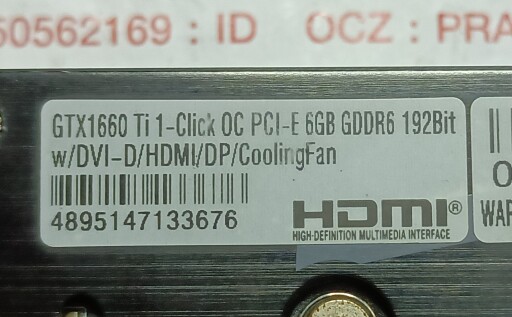 60562169 : ID OCZ : PRA
GTX1660 Ti 1-Click OC PCI-E 6GB GDDR6 192Bit
w/DVI-D/HDMI/DP/CoolingFan
4895147133676
HDMI®
HIGH-DEFINITION MULTIMEDIA INTERFACE
WAR